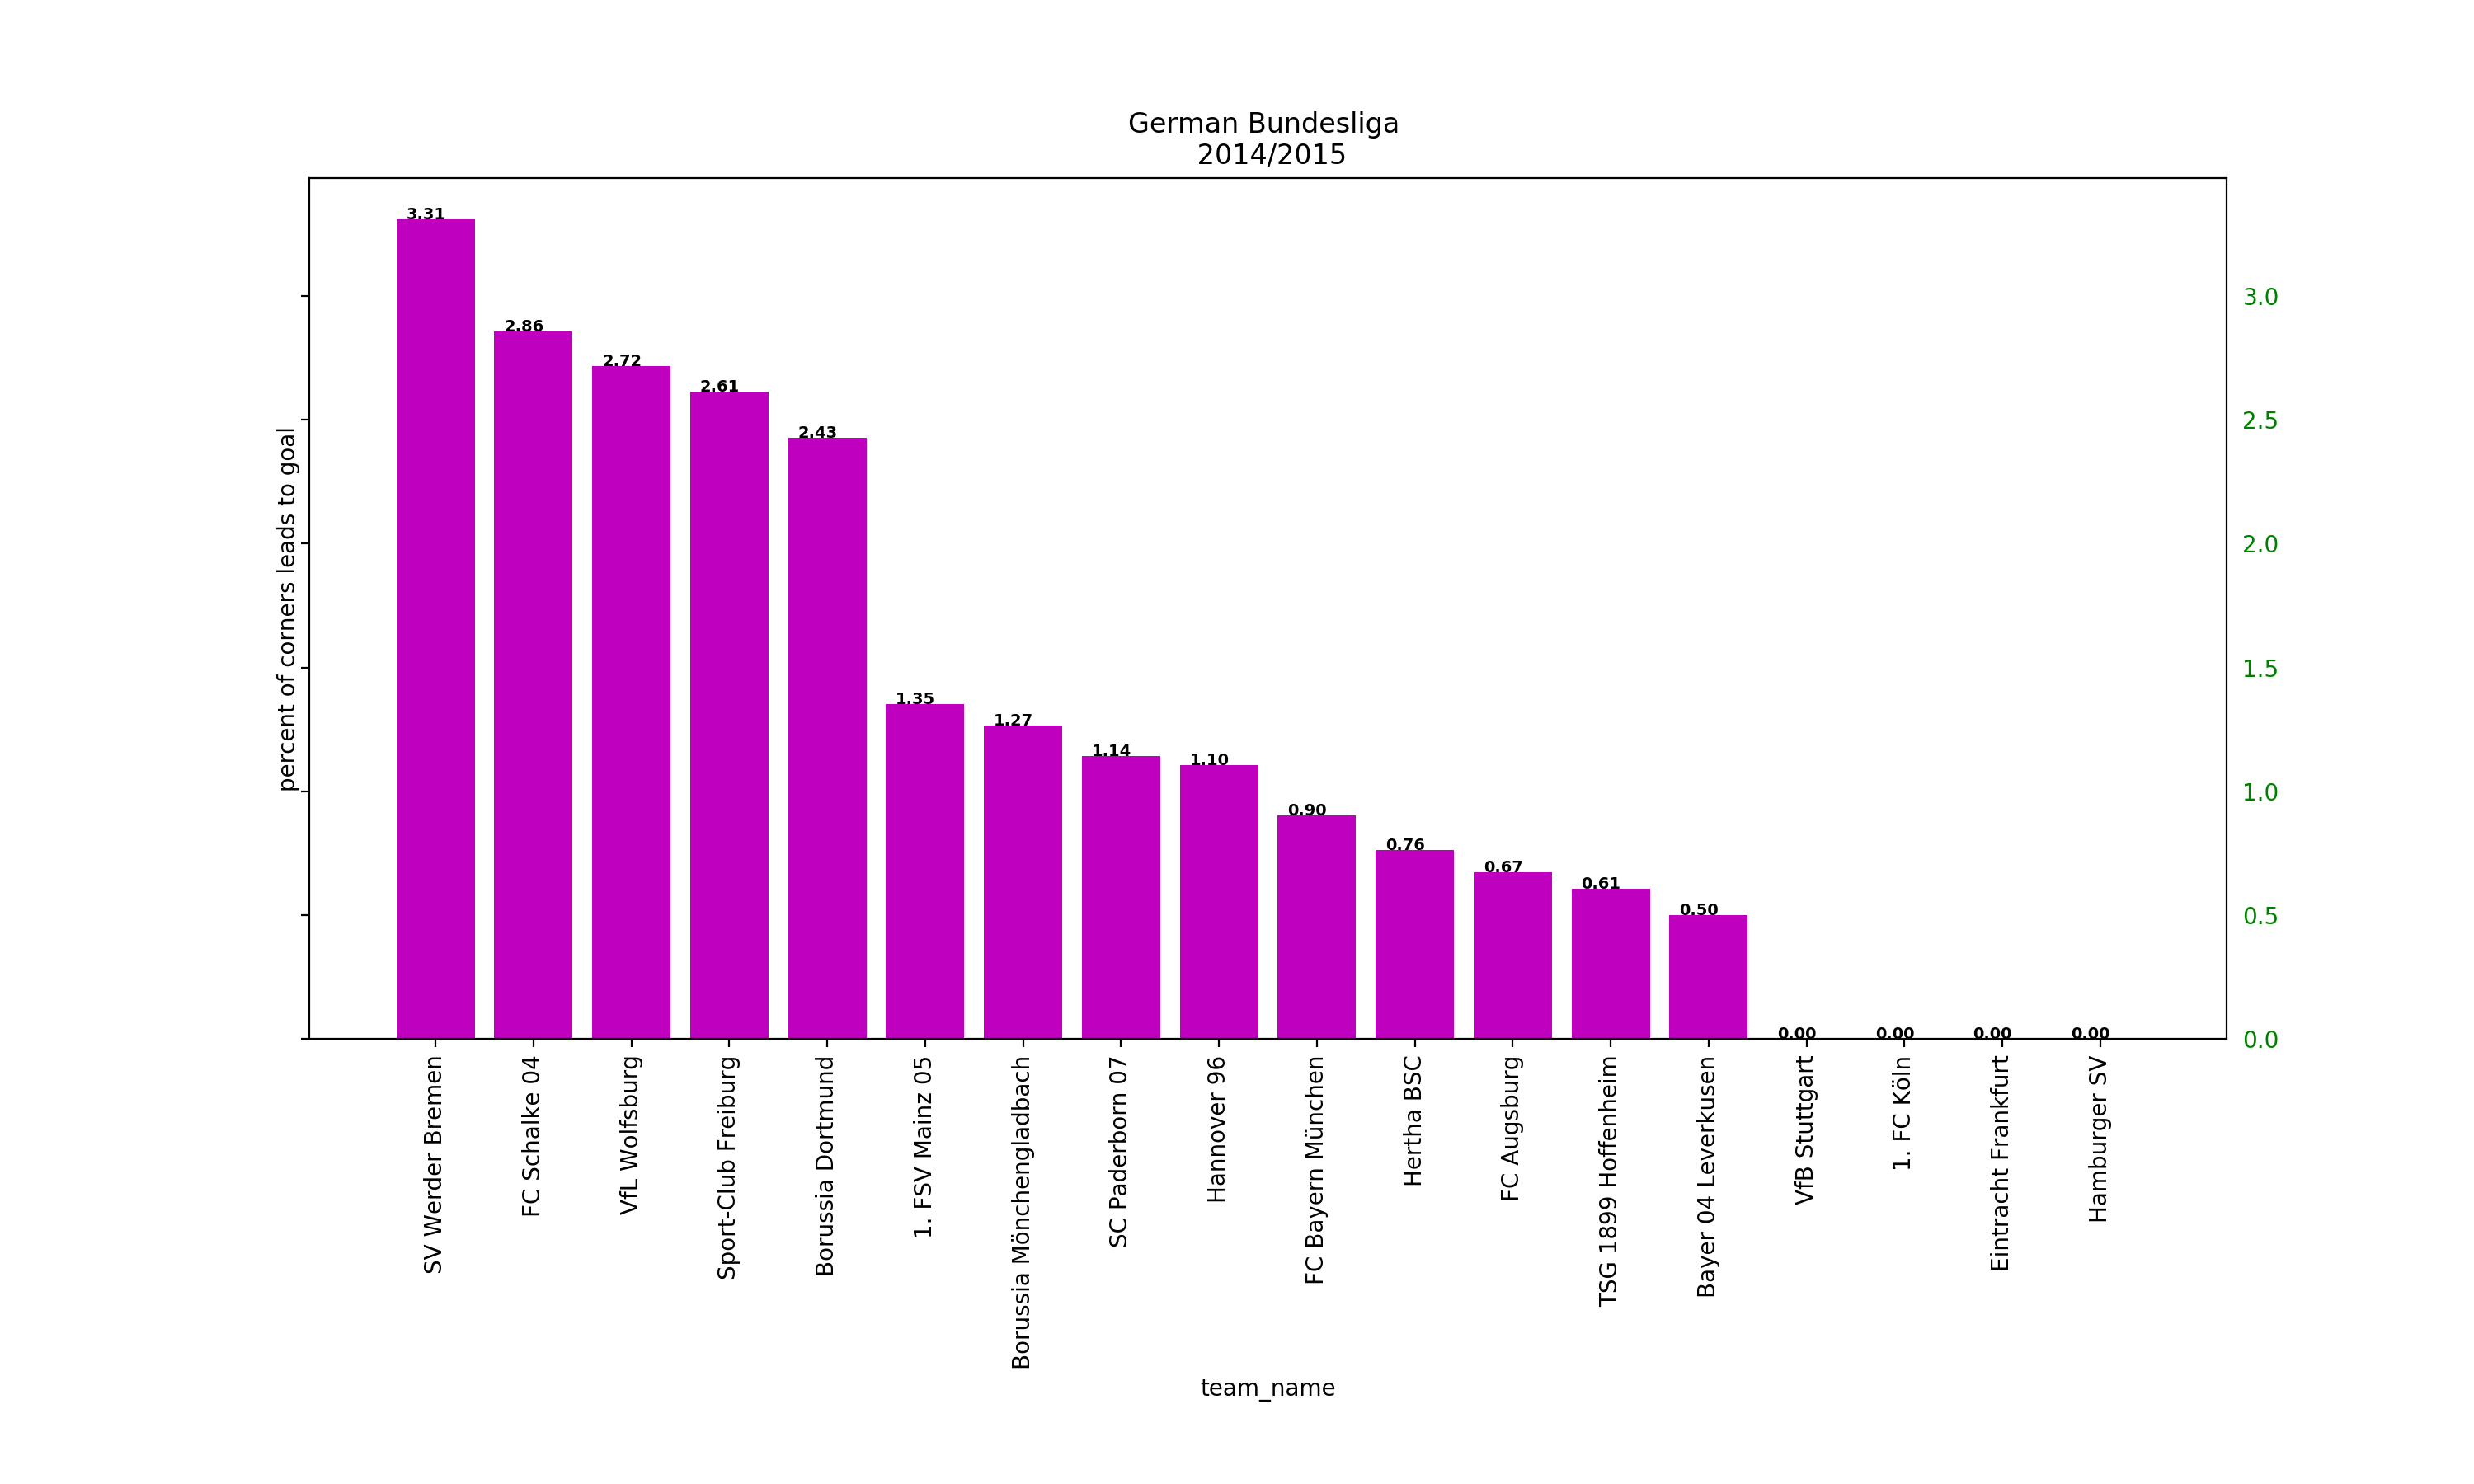 German Bundesliga
2014/2015
percent of corners leads to goal
3.31
2.86
2.72
2.61
2.43
1.35
1.27
1.14
1.10
0.90
0.76
0.67
0.61
0.50
0.00
0.00
0.00
0.00
3.0
2.5
2.0
1.5
1.0
0.5
0.0
SV Werder Bremen
FC Schalke 04
VfL Wolfsburg
Sport-Club Freiburg
Borussia Dortmund
1. FSV Mainz 05
Borussia Mönchengladbach
SC Paderborn 07
Hannover 96
FC Bayern München
Hertha BSC
FC Augsburg
TSG 1899 Hoffenheim
Bayer 04 Leverkusen
VfB Stuttgart
1. FC Köln
Eintracht Frankfurt
Hamburger SV
team_name